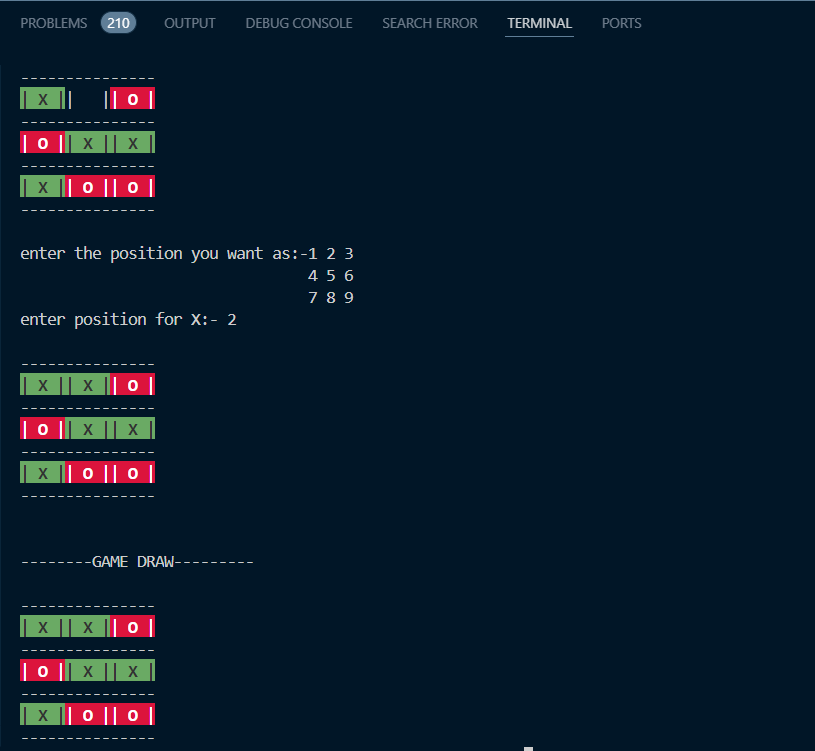 PROBLEMS 210 OUTPUT DEBUG CONSOLE SEARCH ERROR TERMINAL PORTS
---------------
| X ||   || O |
---------------
| O || X || X |
---------------
| X || O || O |
---------------
enter the position you want as:-1 2 3
                                4 5 6
                                7 8 9
enter position for X:- 2
---------------
| X || X || O |
---------------
| O || X || X |
---------------
| X || O || O |
---------------
--------GAME DRAW---------
---------------
| X || X || O |
---------------
| O || X || X |
---------------
| X || O || O |
---------------